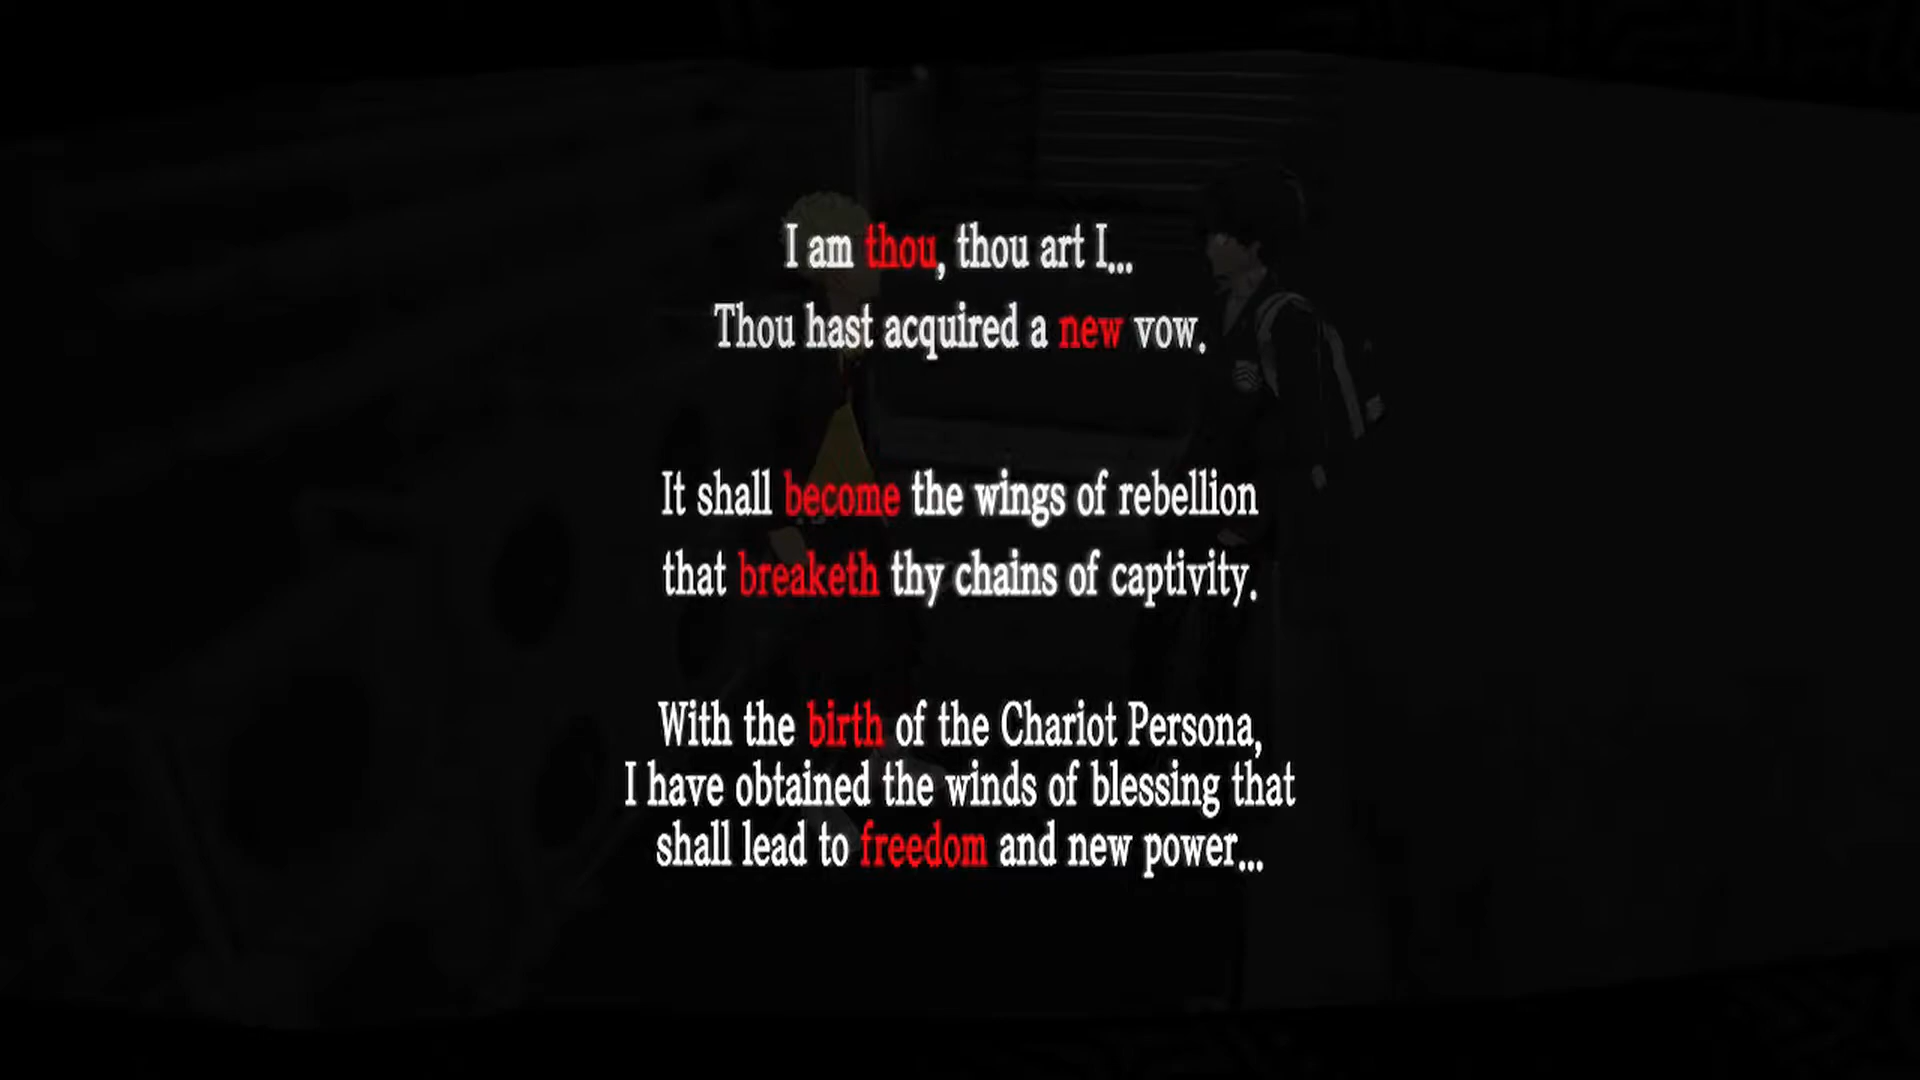 I am thou, thou art I...
Thou hast acquired a new vow.
It shall become the wings of rebellion
that breaketh thy chains of captivity.
With the birth of the Chariot Persona,
I have obtained the winds of blessing that
shall lead to freedom and new power...